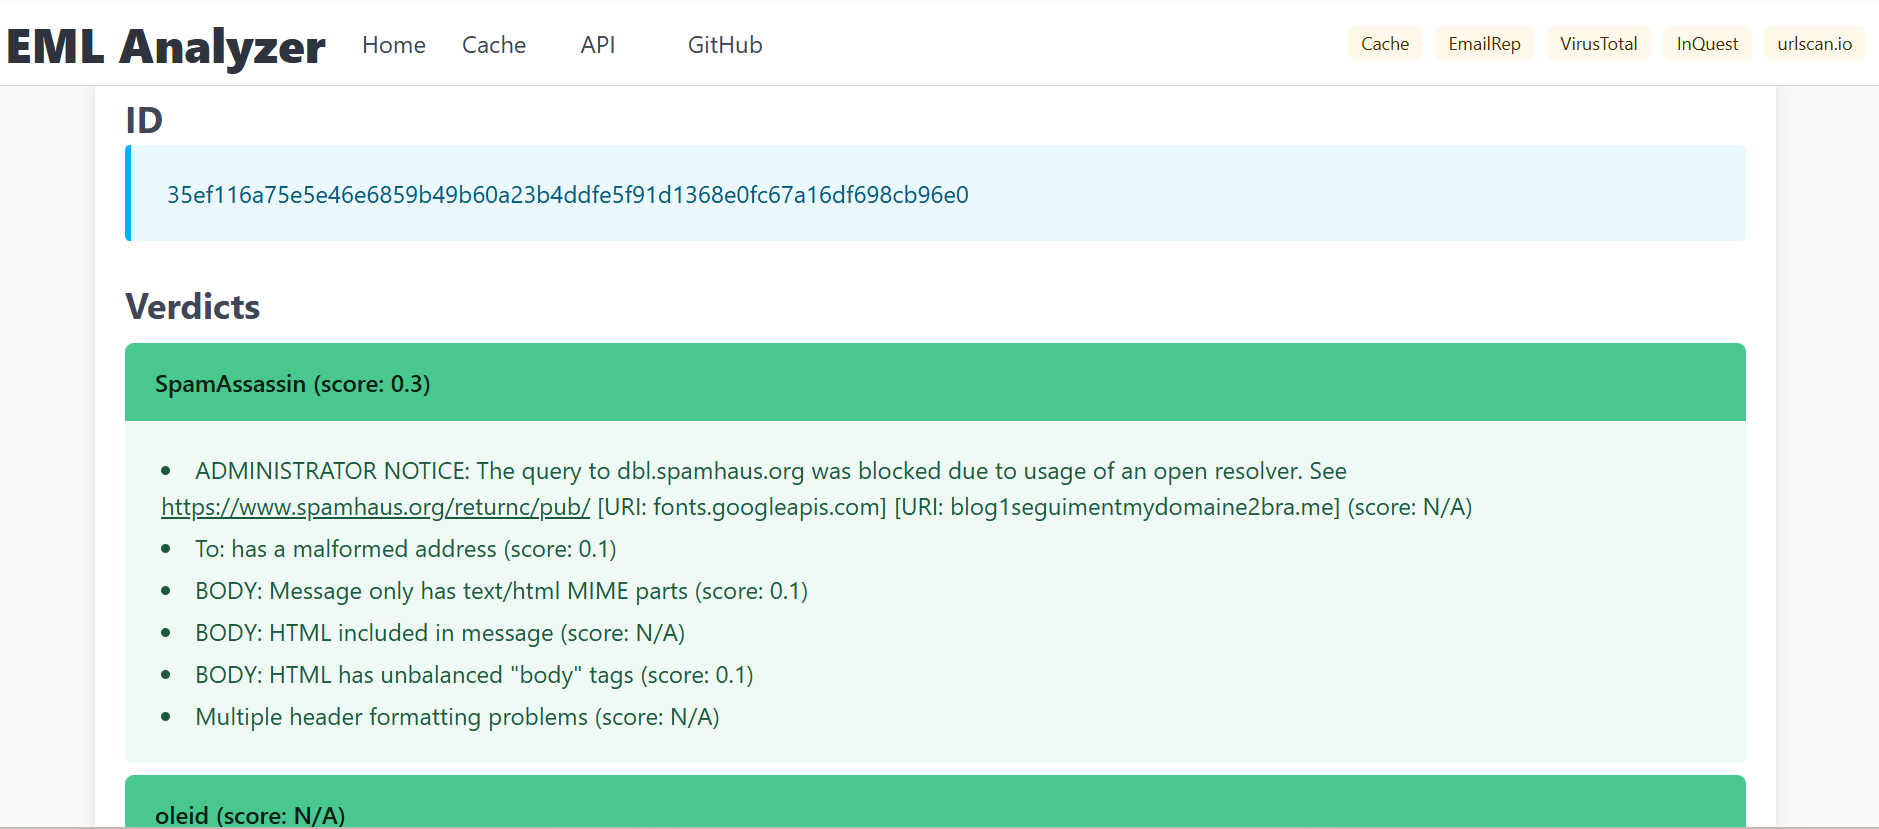 EML Analyzer Home Cache API GitHub Cache EmailRep VirusTotal InQuest urlscan.io
ID
35ef116a75e5e46e6859b49b60a23b4ddfe5f91d1368e0fc67a16df698cb96e0
Verdicts
SpamAssassin (score: 0.3)
• ADMINISTRATOR NOTICE: The query to dbl.spamhaus.org was blocked due to usage of an open resolver. See
https://www.spamhaus.org/returnc/pub/ [URI: fonts.googleapis.com] [URI: blog1seguimentmydomaine2bra.me] (score: N/A)
• To: has a malformed address (score: 0.1)
• BODY: Message only has text/html MIME parts (score: 0.1)
• BODY: HTML included in message (score: N/A)
• BODY: HTML has unbalanced "body" tags (score: 0.1)
• Multiple header formatting problems (score: N/A)
oleid (score: N/A)